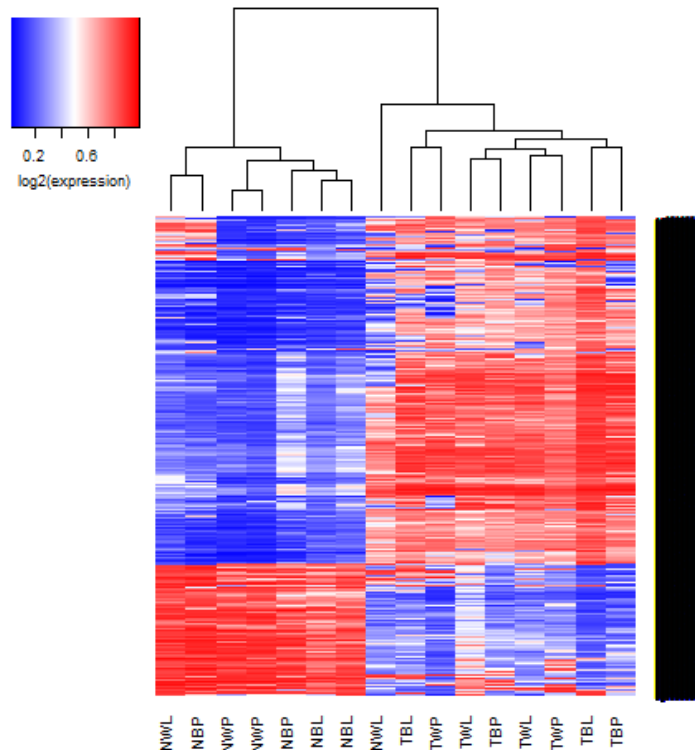 0.2 0.6
log2(expression)
NWL NBP NWP NWP NBP NBL NBL NWL TBL TWP TWL TBP TWL TWP TBL TBP